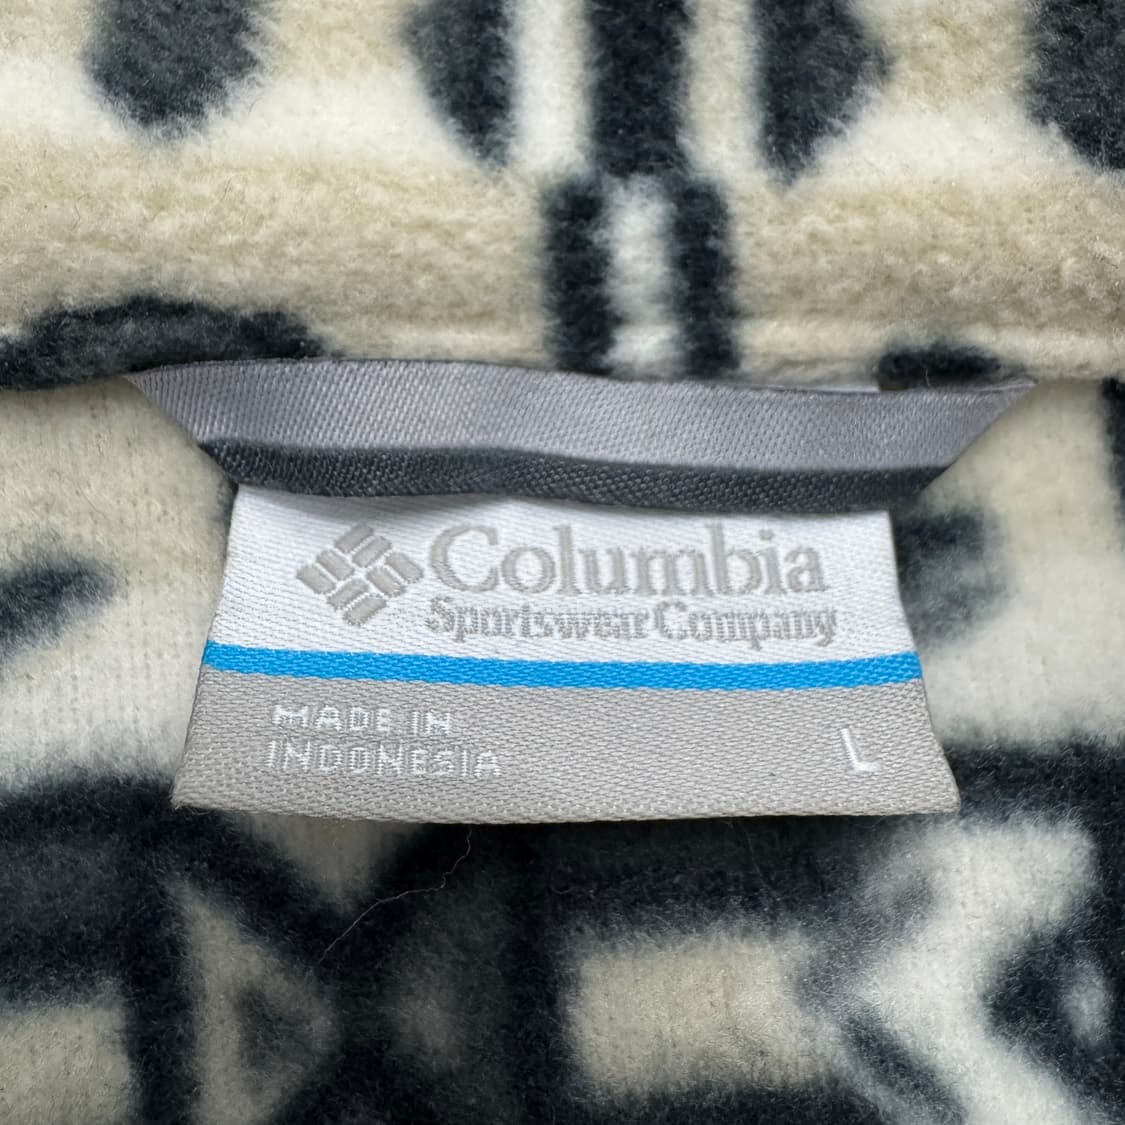 Columbia
Sportswear Company
MADE IN
INDONESIA
L